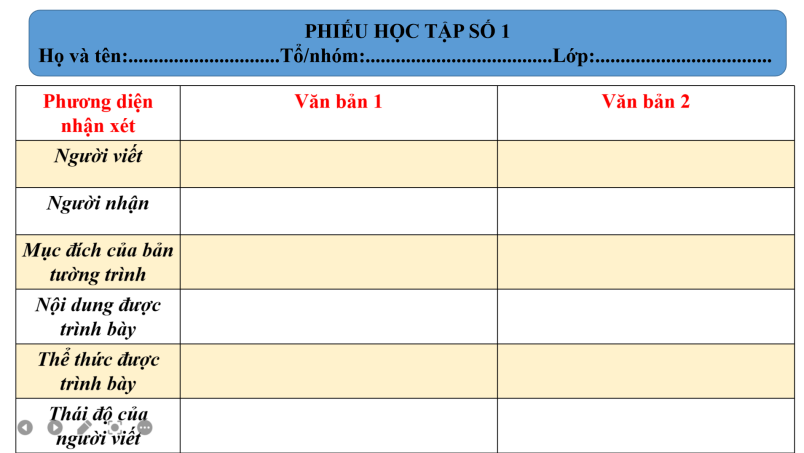 PHIẾU HỌC TẬP SỐ 1
Họ và tên:..............................Tổ/nhóm:.....................................Lớp:...................................
Phương diện nhận xét
Văn bản 1
Văn bản 2
Người viết
Người nhận
Mục đích của bản
tường trình
Nội dung được
trình bày
Thể thức được
trình bày
Thái độ của
người viết